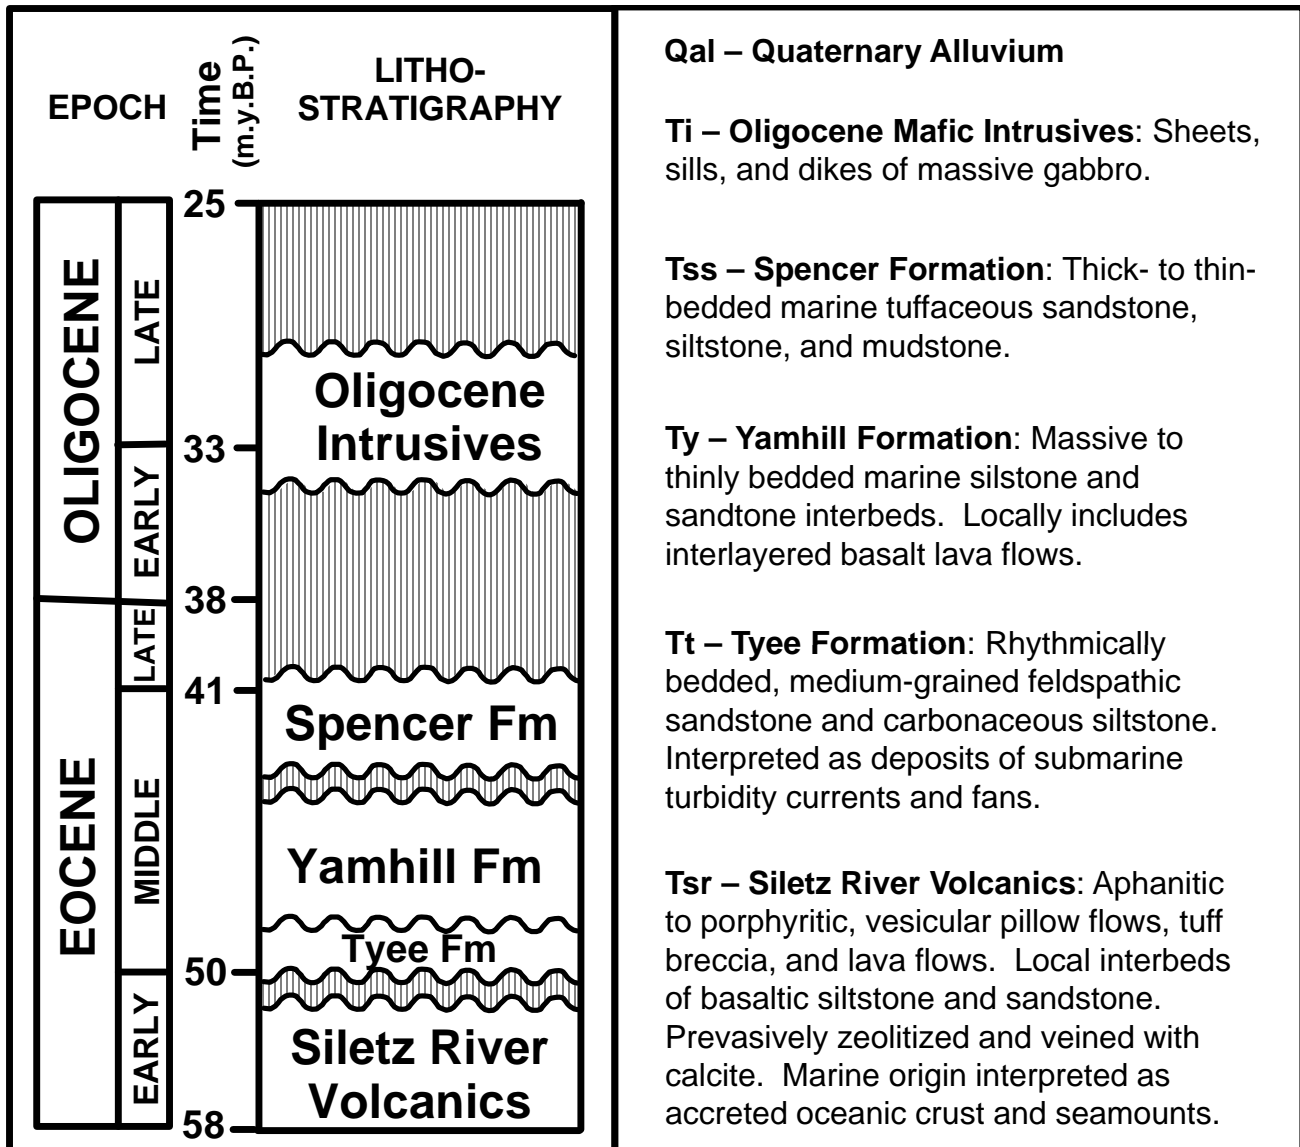 EPOCH
Time
(m.y.B.P.)
LITHO-
STRATIGRAPHY
OLIGOCENE
LATE
EARLY
EOCENE
LATE
MIDDLE
EARLY
25
33
38
41
50
58
Oligocene
Intrusives
Spencer Fm
Yamhill Fm
Tyee Fm
Siletz River
Volcanics
Qal – Quaternary Alluvium
Ti – Oligocene Mafic Intrusives: Sheets,
sills, and dikes of massive gabbro.
Tss – Spencer Formation: Thick- to thin-
bedded marine tuffaceous sandstone,
siltstone, and mudstone.
Ty – Yamhill Formation: Massive to
thinly bedded marine silstone and
sandtone interbeds. Locally includes
interlayered basalt lava flows.
Tt – Tyee Formation: Rhythmically
bedded, medium-grained feldspathic
sandstone and carbonaceous siltstone.
Interpreted as deposits of submarine
turbidity currents and fans.
Tsr – Siletz River Volcanics: Aphanitic
to porphyritic, vesicular pillow flows, tuff
breccia, and lava flows. Local interbeds
of basaltic siltstone and sandstone.
Prevasively zeolitized and veined with
calcite. Marine origin interpreted as
accreted oceanic crust and seamounts.